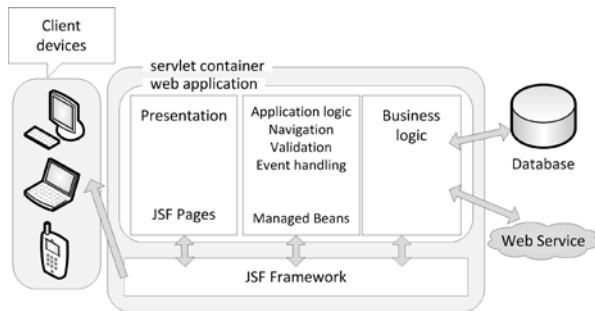 Client
devices
servlet container
web application
Presentation
JSF Pages
Application logic
Navigation
Validation
Event handling
Managed Beans
Business
logic
Database
Web Service
JSF Framework